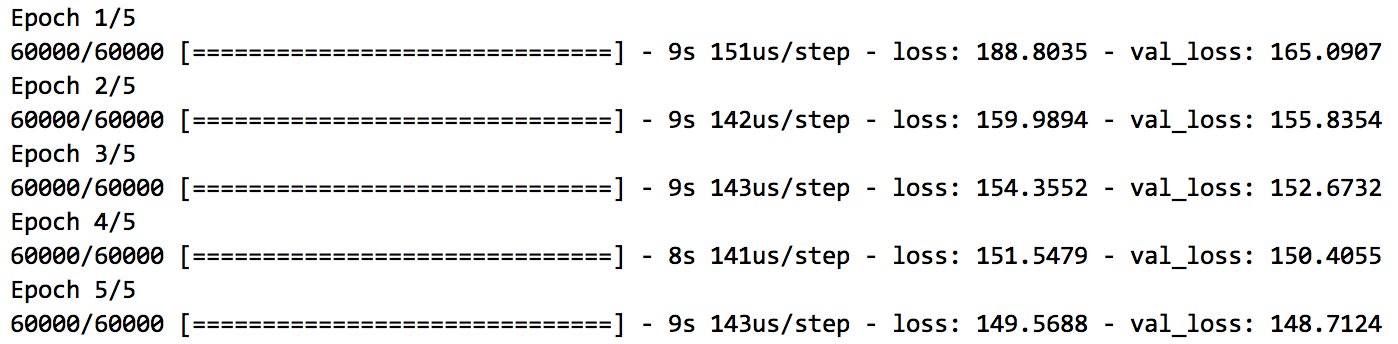 Epoch 1/5
60000/60000 [==============================] - 9s 151us/step - loss: 188.8035 - val_loss: 165.0907
Epoch 2/5
60000/60000 [==============================] - 9s 142us/step - loss: 159.9894 - val_loss: 155.8354
Epoch 3/5
60000/60000 [==============================] - 9s 143us/step - loss: 154.3552 - val_loss: 152.6732
Epoch 4/5
60000/60000 [==============================] - 8s 141us/step - loss: 151.5479 - val_loss: 150.4055
Epoch 5/5
60000/60000 [==============================] - 9s 143us/step - loss: 149.5688 - val_loss: 148.7124